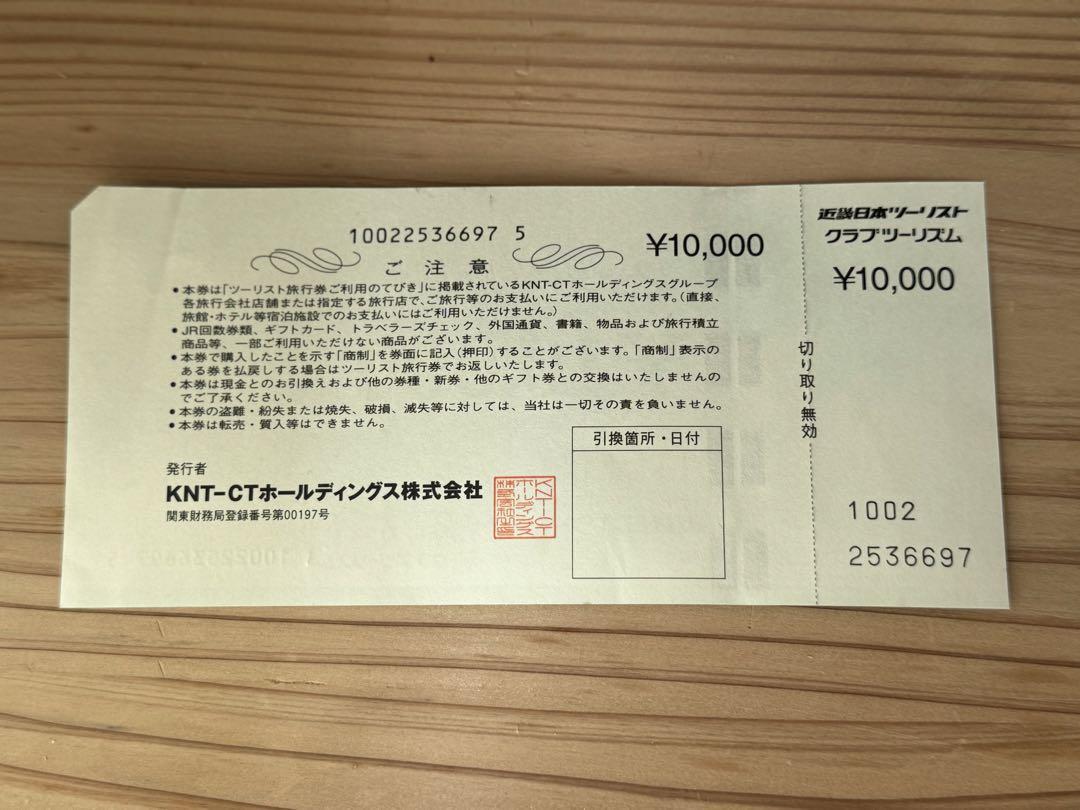 10022536697 5
¥10,000
ご注意
●本券は「ツーリスト旅行券ご利用のてびき」に掲載されているKNT-CTホールディングスグループ
各旅行会社店舗または指定する旅行店で、ご旅行等のお支払いにご利用いただけます。（直接、
旅館・ホテル等宿泊施設でのお支払いにはご利用いただけません。）
●JR回数券類、ギフトカード、トラベラーズチェック、外国通貨、書籍、物品および旅行積立
商品等、一部ご利用いただけない商品がございます。
●本券で購入したことを示す「商制」を券面に記入（押印）することがございます。「商制」表示の
ある券を払戻しする場合はツーリスト旅行券でお返しいたします。
●本券は現金とのお引換えおよび他の券種・新券・他のギフト券との交換はいたしませんの
でご了承ください。
●本券の盗難・紛失または焼失、破損、滅失等に対しては、当社は一切その責を負いません。
●本券は転売・質入等はできません。
引換箇所・日付
発行者
KNT-CTホールディングス株式会社
関東財務局登録番号第00197号
KNT-CT
ホールディングス
切り取り無効
近畿日本ツーリスト
クラブツーリズム
¥10,000
1002
2536697